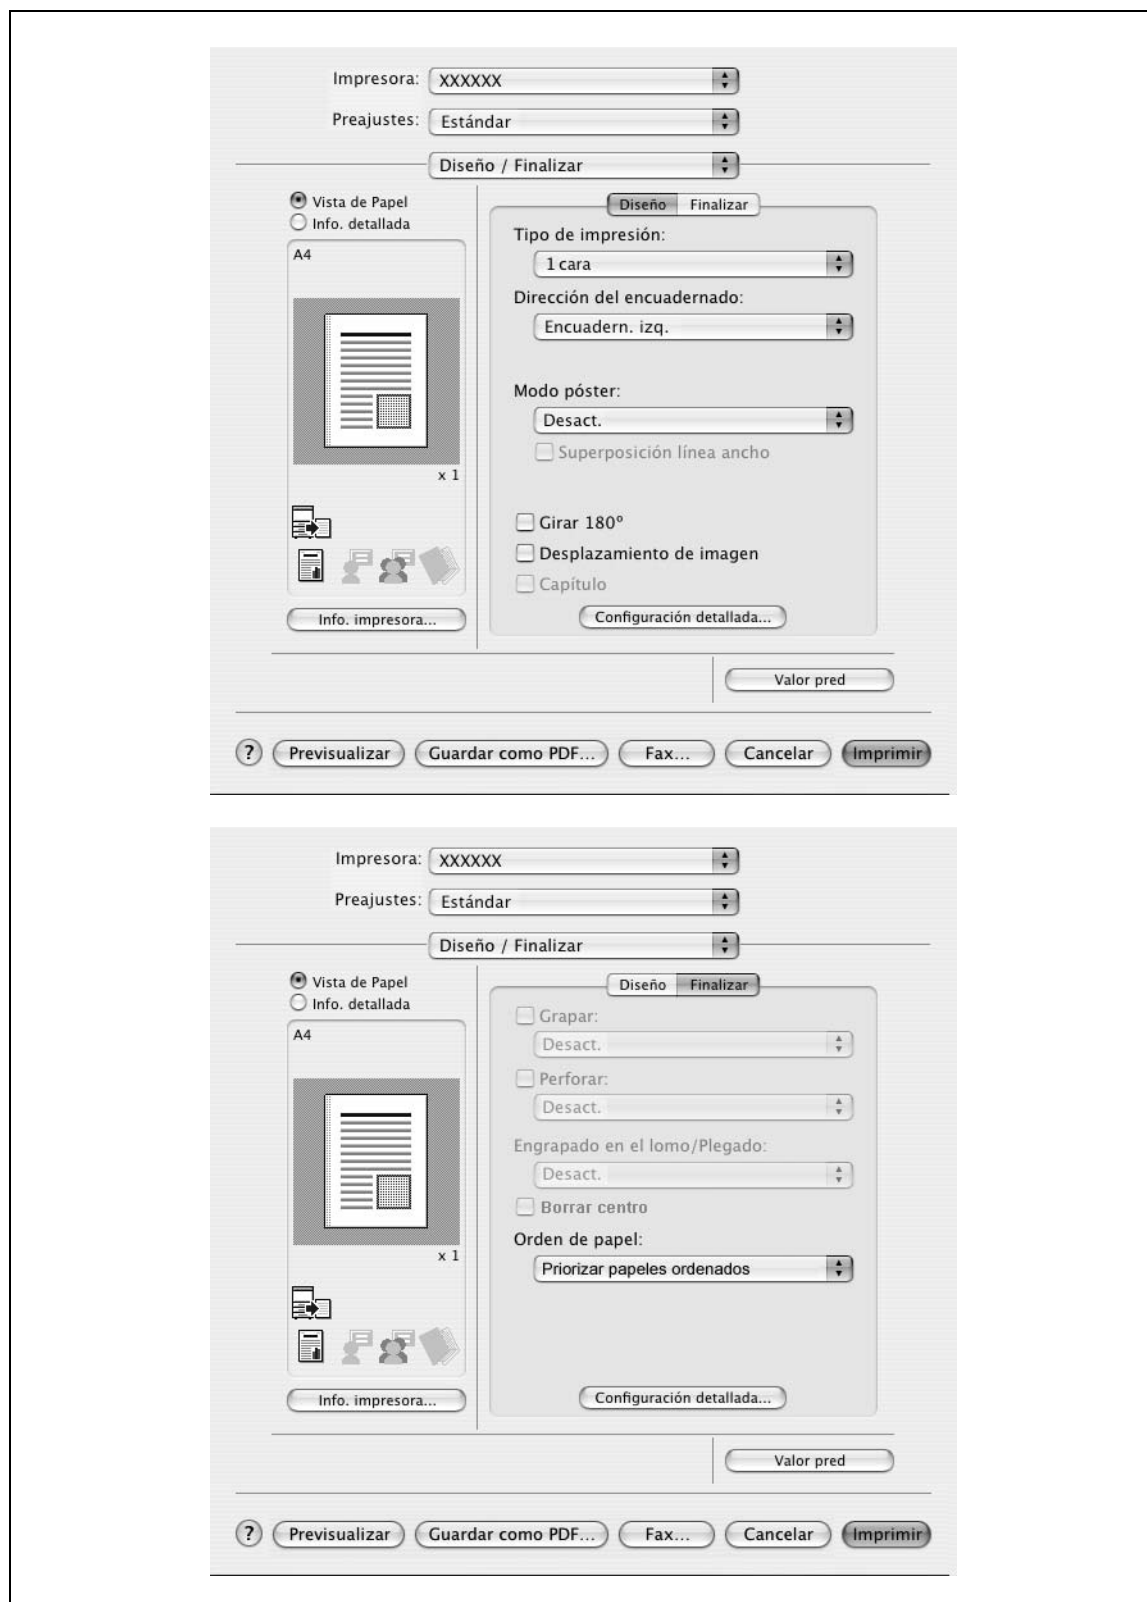 Impresora: XXXXXX
Preajustes: Estándar
Diseño / Finalizar
Vista de Papel
Info. detallada
A4
x 1
Info. impresora...
Diseño Finalizar
Tipo de impresión:
1 cara
Dirección del encuadernado:
Encuadern. izq.
Modo póster:
Desact.
Superposición línea ancho
Girar 180º
Desplazamiento de imagen
Capítulo
Configuración detallada...
Valor pred
? Previsualizar Guardar como PDF... Fax... Cancelar Imprimir
Impresora: XXXXXX
Preajustes: Estándar
Diseño / Finalizar
Vista de Papel
Info. detallada
A4
x 1
Info. impresora...
Diseño Finalizar
Grapar:
Desact.
Perforar:
Desact.
Engrapado en el lomo/Plegado:
Desact.
Borrar centro
Orden de papel:
Priorizar papeles ordenados
Configuración detallada...
Valor pred
? Previsualizar Guardar como PDF... Fax... Cancelar Imprimir